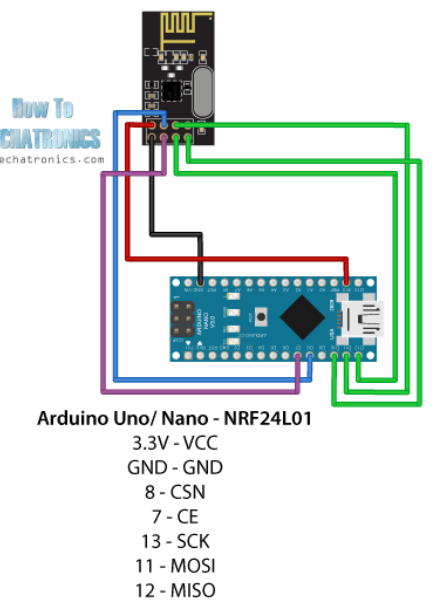 How To
CHATRONICS
echatronics.com
Arduino Uno/ Nano - NRF24L01
3.3V - VCC
GND - GND
8 - CSN
7 - CE
13 - SCK
11 - MOSI
12 - MISO